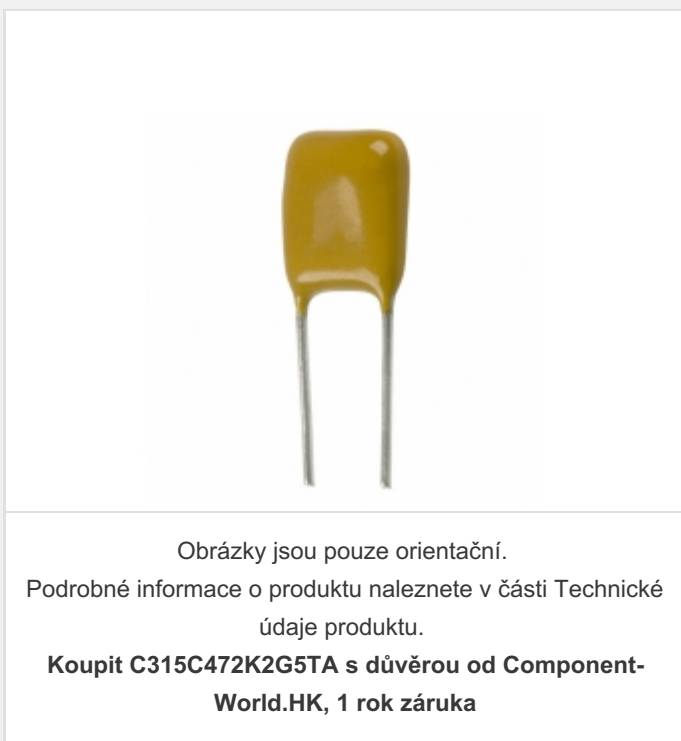 Obrázky jsou pouze orientační.
Podrobné informace o produktu naleznete v části Technické
údaje produktu.
Koupit C315C472K2G5TA s důvěrou od Component-
World.HK, 1 rok záruka